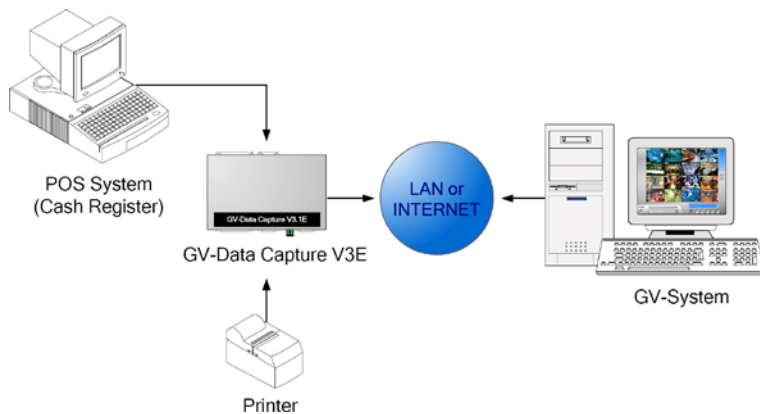 POS System
(Cash Register)
GV-Data Capture V3.1E
GV-Data Capture V3E
LAN or
INTERNET
GV-System
Printer